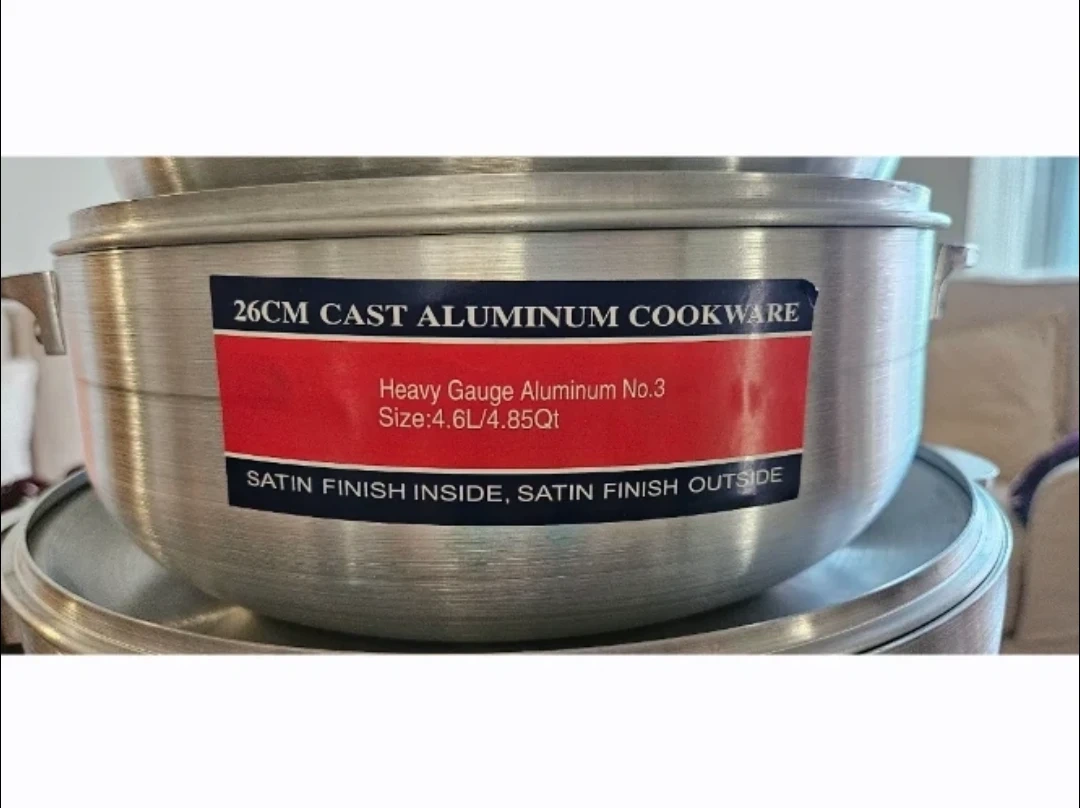 26CM CAST ALUMINUM COOKWARE
Heavy Gauge Aluminum No.3
Size:4.6L/4.85Qt
SATIN FINISH INSIDE, SATIN FINISH OUTSIDE